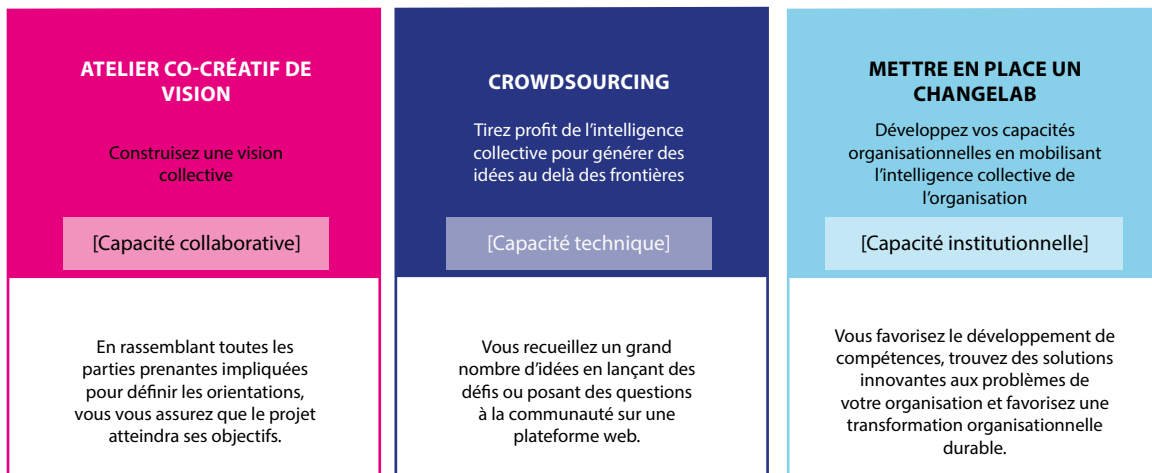 ATELIER CO-CRÉATIF DE
VISION
Construisez une vision
collective
[Capacité collaborative]
En rassemblant toutes les
parties prenantes impliquées
pour définir les orientations,
vous vous assurez que le projet
atteindra ses objectifs.
CROWDSOURCING
Tirez profit de l’intelligence
collective pour générer des
idées au delà des frontières
[Capacité technique]
Vous recueillez un grand
nombre d’idées en lançant des
défis ou posant des questions
à la communauté sur une
plateforme web.
METTRE EN PLACE UN
CHANGELAB
Développez vos capacités
organisationnelles en mobilisant
l’intelligence collective de
l’organisation
[Capacité institutionnelle]
Vous favorisez le développement de
compétences, trouvez des solutions
innovantes aux problèmes de
votre organisation et favorisez une
transformation organisationnelle
durable.